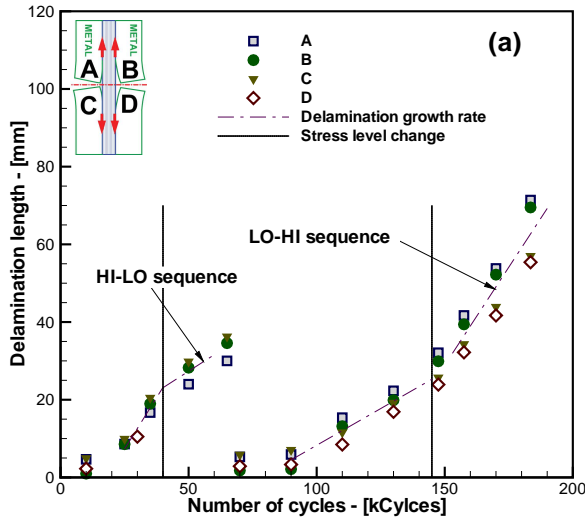 120
100
80
60
40
20
0
Delamination length - [mm]
METAL
METAL
A
B
C
D
(a)
A
B
C
D
Delamination growth rate
Stress level change
HI-LO sequence
LO-HI sequence
0
50
100
150
200
Number of cycles - [kCylces]